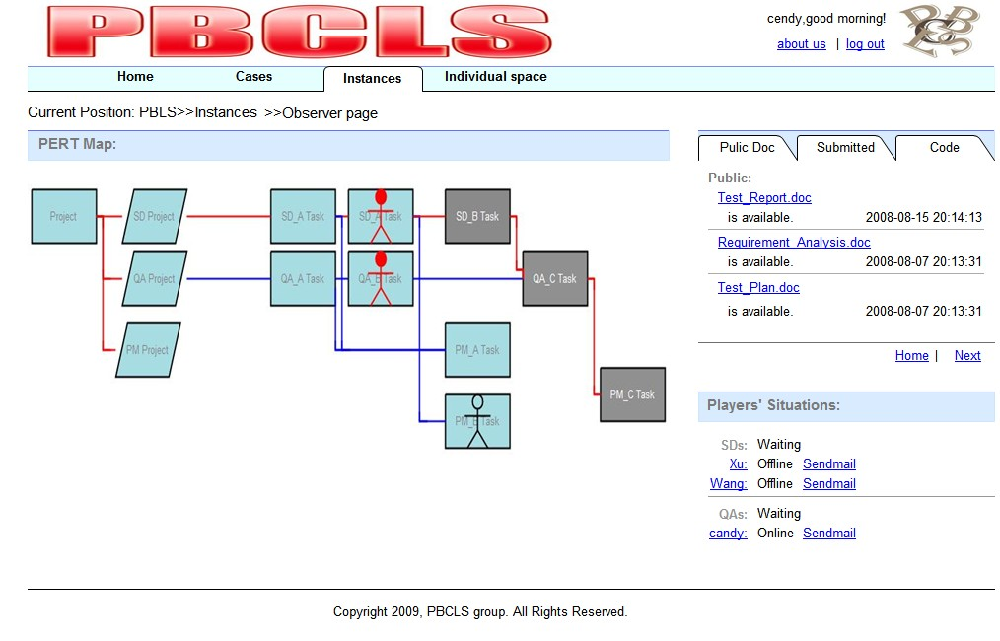 PBCLS
cendy,good morning!
about us | log out
Home Cases Instances Individual space
Current Position: PBLS>>Instances >>Observer page
PERT Map:
Project SD Project SD_A Task SD_A Task SD_B Task
QA Project QA_A Task QA_B Task QA_C Task
PM Project PM_A Task
PM_C Task
PM_B Task
Pulic Doc Submitted Code
Public:
Test_Report.doc
is available. 2008-08-15 20:14:13
Requirement_Analysis.doc
is available. 2008-08-07 20:13:31
Test_Plan.doc
is available. 2008-08-07 20:13:31
Home | Next
Players' Situations:
SDs: Waiting
Xu: Offline Sendmail
Wang: Offline Sendmail
QAs: Waiting
candy: Online Sendmail
Copyright 2009, PBCLS group. All Rights Reserved.